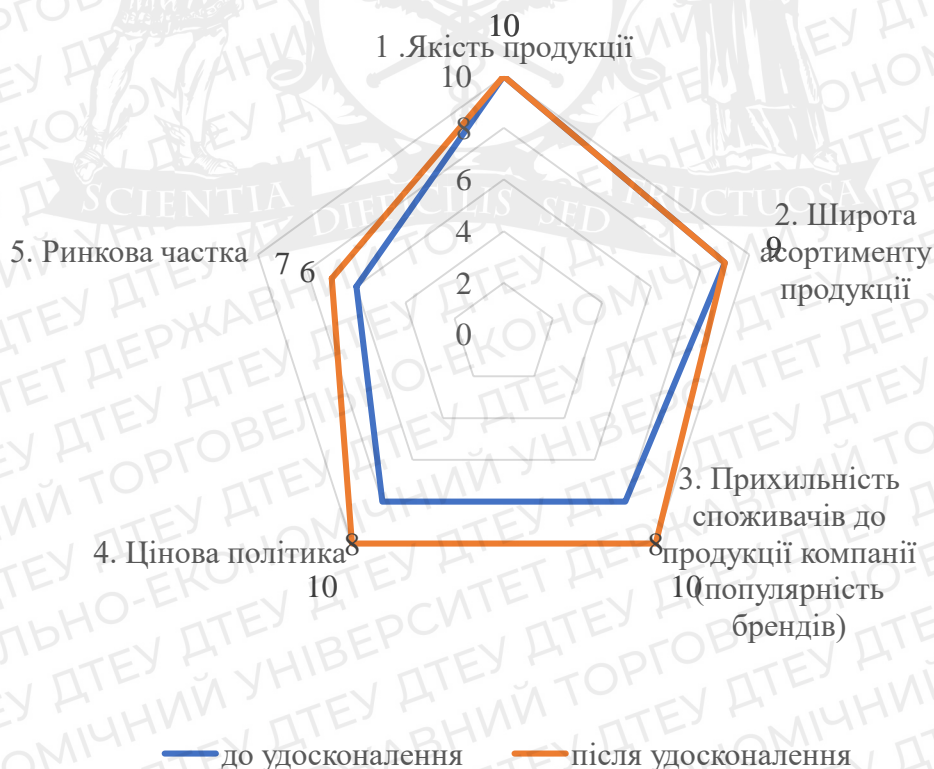 10
1 .Якість продукції
10
8
6
4
2
0
2. Широта
асортименту
продукції
9
5. Ринкова частка
7
6
3. Прихильність
споживачів до
продукції компанії
(популярність
брендів)
8
10
4. Цінова політика
8
10
до удосконалення
після удосконалення
SCIENTIA
SED